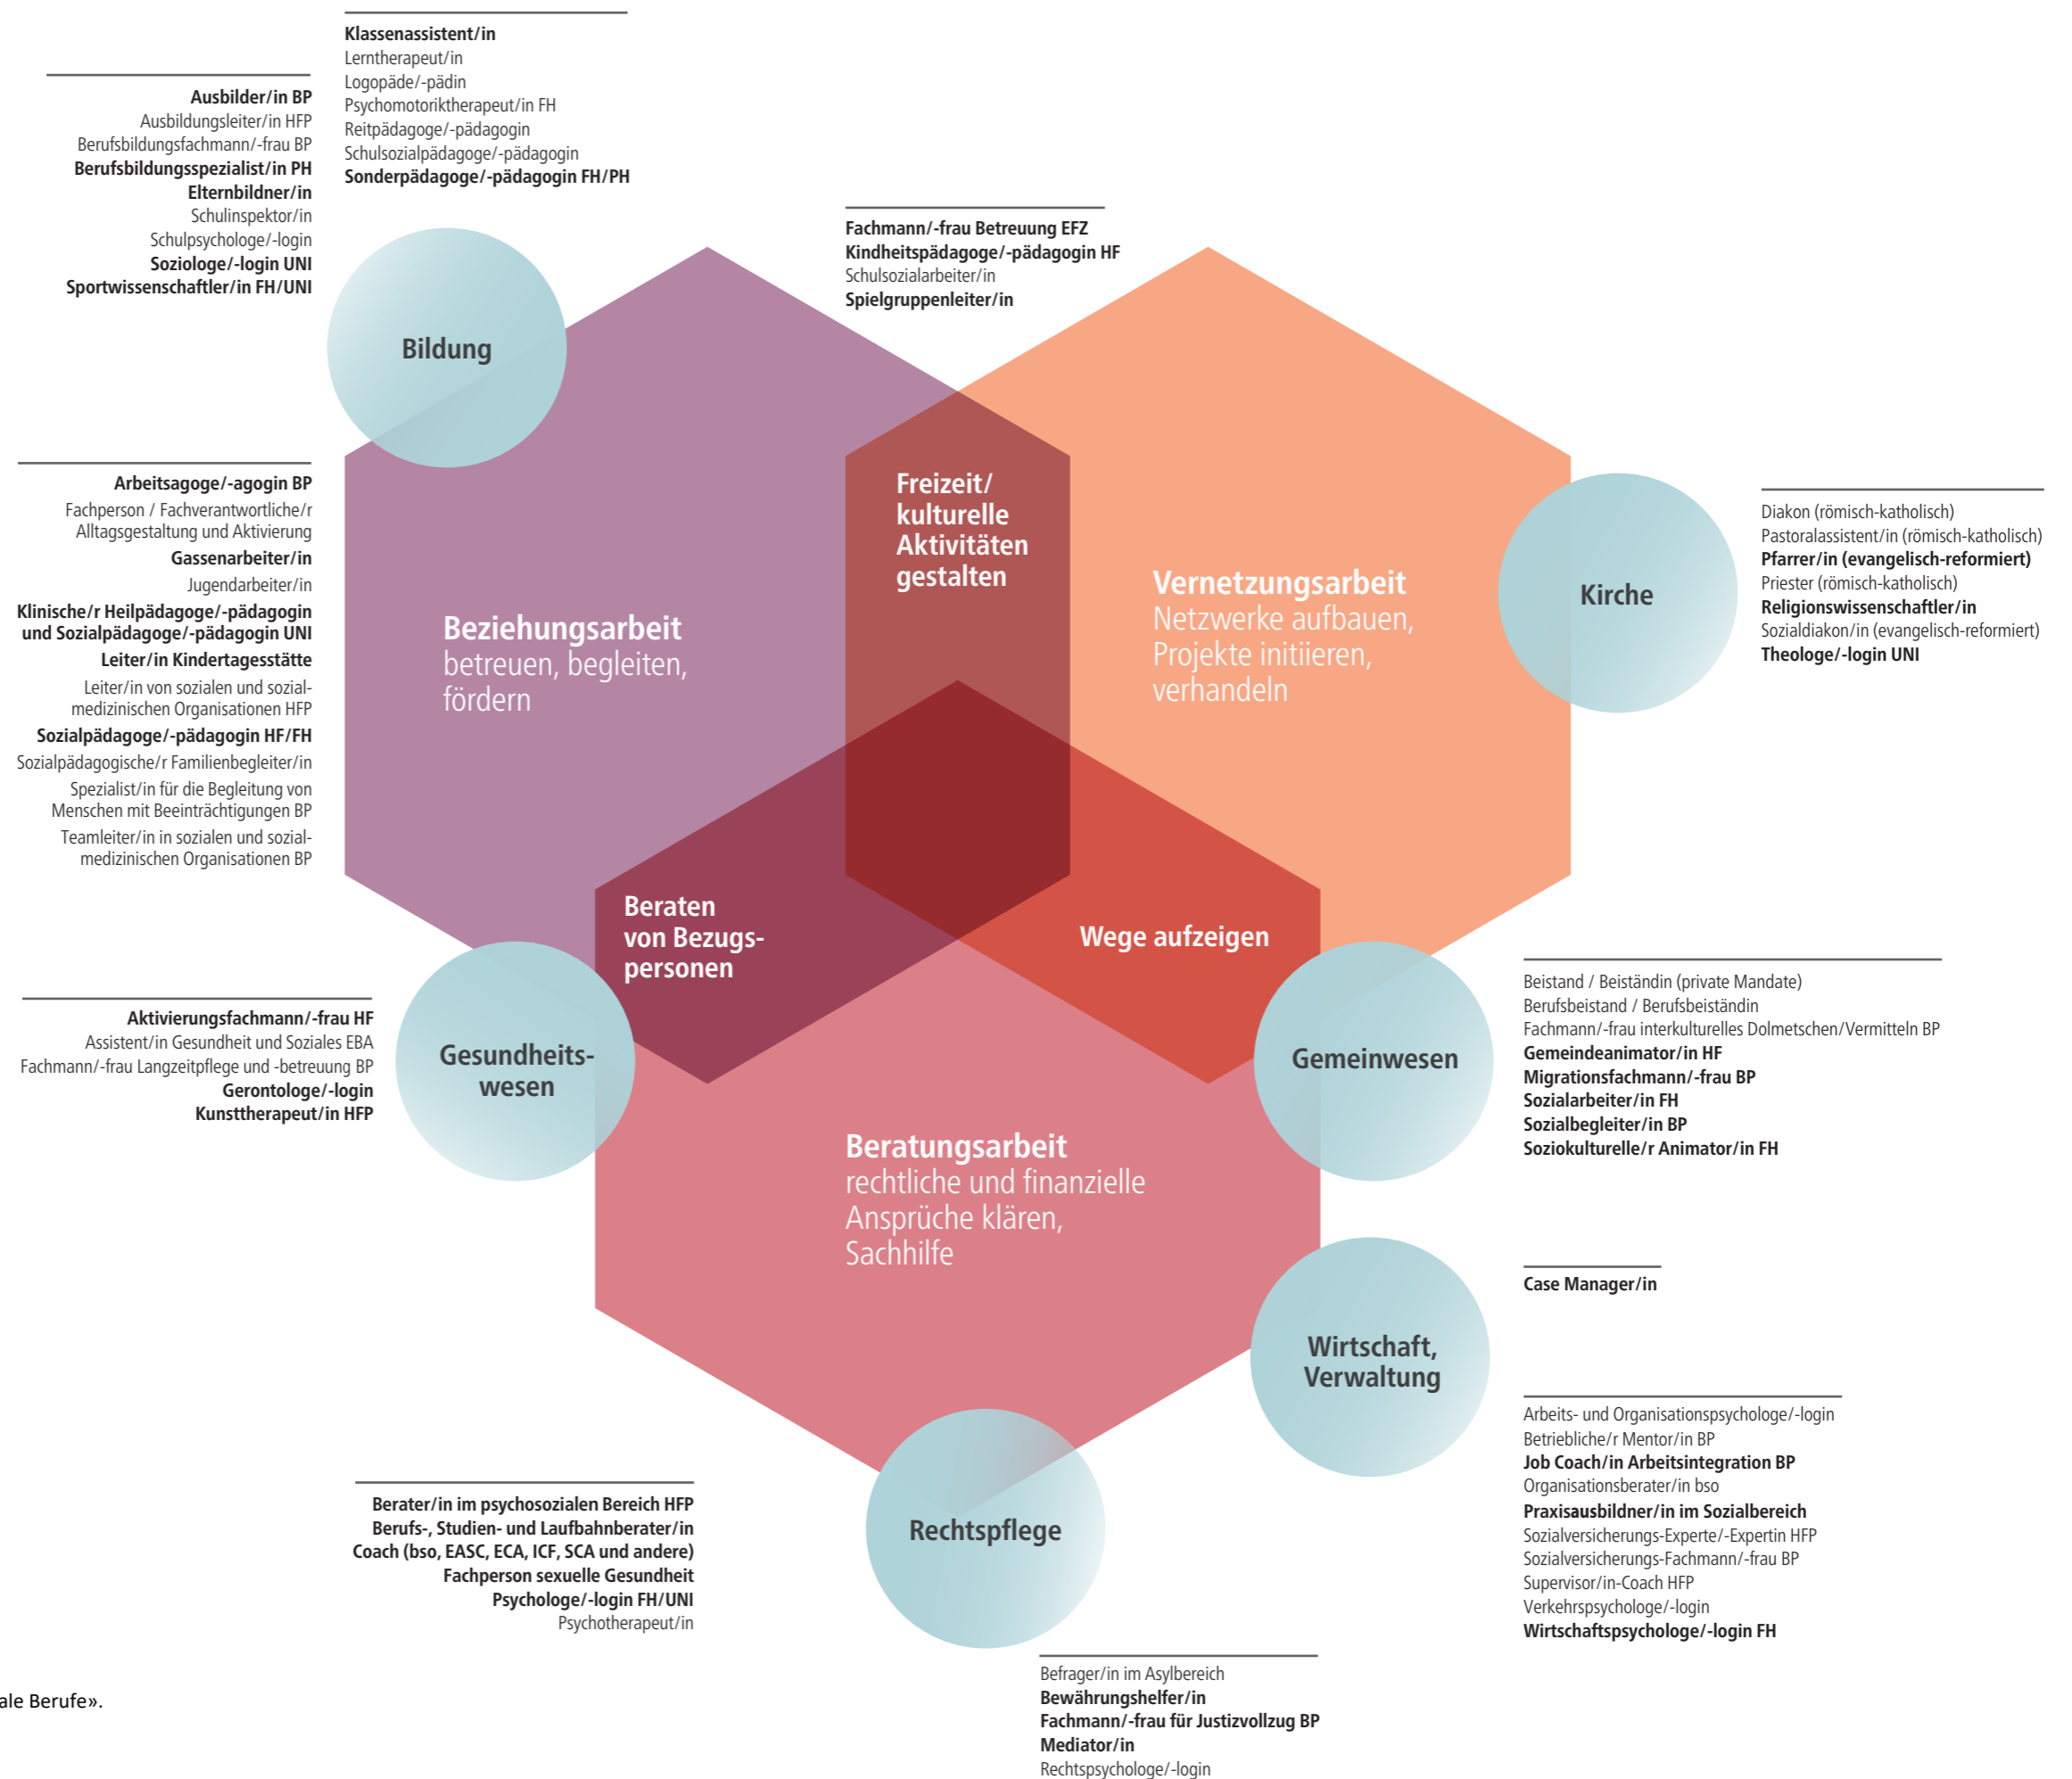 Klassenassistent/in
Lerntherapeut/in
Logopäde/-pädin
Psychomotoriktherapeut/in FH
Reitpädagoge/-pädagogin
Schulsozialpädagoge/-pädagogin
Sonderpädagoge/-pädagogin FH/PH
Ausbilder/in BP
Ausbildungsleiter/in HFP
Berufsbildungsfachmann/-frau BP
Berufsbildungsspezialist/in PH
Elternbildner/in
Schulinspektor/in
Schulpsychologe/-login
Soziologe/-login UNI
Sportwissenschaftler/in FH/UNI
Fachmann/-frau Betreuung EFZ
Kindheitspädagoge/-pädagogin HF
Schulsozialarbeiter/in
Spielgruppenleiter/in
Bildung
Arbeitsagoge/-agogin BP
Fachperson / Fachverantwortliche/r
Alltagsgestaltung und Aktivierung
Gassenarbeiter/in
Jugendarbeiter/in
Klinische/r Heilpädagoge/-pädagogin
und Sozialpädagoge/-pädagogin UNI
Leiter/in Kindertagesstätte
Leiter/in von sozialen und sozial-
medizinischen Organisationen HFP
Sozialpädagoge/-pädagogin HF/FH
Sozialpädagogische/r Familienbegleiter/in
Spezialist/in für die Begleitung von
Menschen mit Beeinträchtigungen BP
Teamleiter/in in sozialen und sozial-
medizinischen Organisationen BP
Beziehungsarbeit
betreuen, begleiten,
fördern
Freizeit/
kulturelle
Aktivitäten
gestalten
Vernetzungsarbeit
Netzwerke aufbauen,
Projekte initiieren,
verhandeln
Kirche
Diakon (römisch-katholisch)
Pastoralassistent/in (römisch-katholisch)
Pfarrer/in (evangelisch-reformiert)
Priester (römisch-katholisch)
Religionswissenschaftler/in
Sozialdiakon/in (evangelisch-reformiert)
Theologe/-login UNI
Beraten
von Bezugs-
personen
Wege aufzeigen
Aktivierungsfachmann/-frau HF
Assistent/in Gesundheit und Soziales EBA
Fachmann/-frau Langzeitpflege und -betreuung BP
Gerontologe/-login
Kunsttherapeut/in HFP
Gesundheits-
wesen
Gemeinwesen
Beistand / Beiständin (private Mandate)
Berufsbeistand / Berufsbeiständin
Fachmann/-frau interkulturelles Dolmetschen/Vermitteln BP
Gemeindeanimator/in HF
Migrationsfachmann/-frau BP
Sozialarbeiter/in FH
Sozialbegleiter/in BP
Soziokulturelle/r Animator/in FH
Beratungsarbeit
rechtliche und finanzielle
Ansprüche klären,
Sachhilfe
Wirtschaft,
Verwaltung
Case Manager/in
Arbeits- und Organisationspsychologe/-login
Betriebliche/r Mentor/in BP
Job Coach/in Arbeitsintegration BP
Organisationsberater/in bso
Praxisausbildner/in im Sozialbereich
Sozialversicherungs-Experte/-Expertin HFP
Sozialversicherungs-Fachmann/-frau BP
Supervisor/in-Coach HFP
Verkehrspsychologe/-login
Wirtschaftspsychologe/-login FH
Berater/in im psychosozialen Bereich HFP
Berufs-, Studien- und Laufbahnberater/in
Coach (bso, EASC, ECA, ICF, SCA und andere)
Fachperson sexuelle Gesundheit
Psychologe/-login FH/UNI
Psychotherapeut/in
Rechtspflege
Befrager/in im Asylbereich
Bewährungshelfer/in
Fachmann/-frau für Justizvollzug BP
Mediator/in
Rechtspsychologe/-login
ale Berufe».